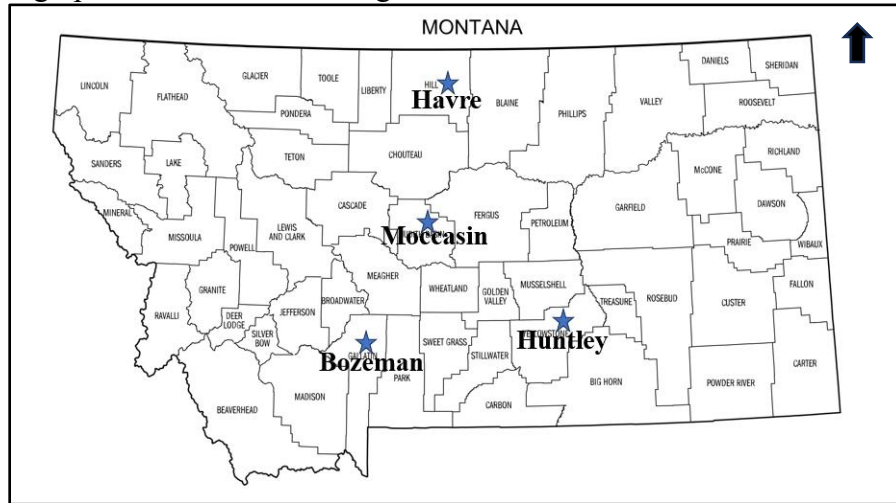 MONTANA
LINCOLN
FLATHEAD
GLACIER
TOOLE
LIBERTY
HILL
Havre
BLAINE
PHILLIPS
VALLEY
DANIELS
SHERIDAN
ROOSEVELT
PONDERA
TETON
CHOUTEAU
SANDERS
LAKE
RICHLAND
McCONE
MINERAL
MISSOULA
POWELL
LEWIS
AND CLARK
CASCADE
Moccasin
FERGUS
PETROLEUM
GARFIELD
DAWSON
PRAIRIE
WIBAUX
RAVALLI
GRANITE
DEER
LODGE
SILVER
BOW
JEFFERSON
BROADWATER
MEAGHER
WHEATLAND
GOLDEN
VALLEY
MUSSELSHELL
TREASURE
ROSEBUD
CUSTER
FALLON
GALLATIN
Bozeman
PARK
SWEET GRASS
STILLWATER
YELLOWSTONE
Huntley
BIG HORN
POWDER RIVER
CARTER
BEAVERHEAD
MADISON
CARBON